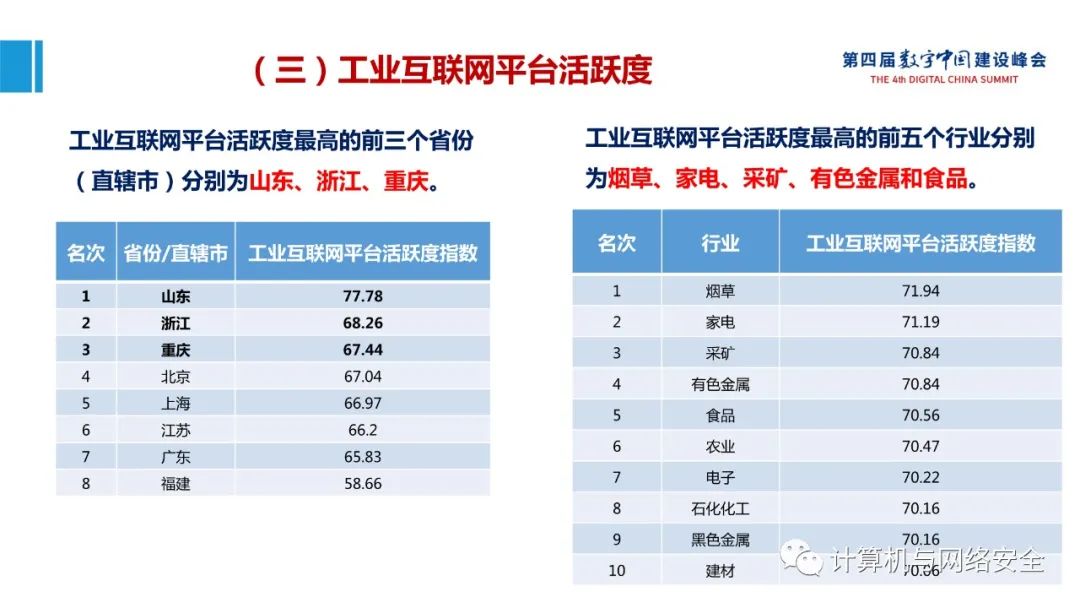 （三）工业互联网平台活跃度
第四届数字中国建设峰会
THE 4th DIGITAL CHINA SUMMIT
工业互联网平台活跃度最高的前三个省份
（直辖市）分别为山东、浙江、重庆。
名次 省份/直辖市 工业互联网平台活跃度指数
1 山东 77.78
2 浙江 68.26
3 重庆 67.44
4 北京 67.04
5 上海 66.97
6 江苏 66.2
7 广东 65.83
8 福建 58.66
工业互联网平台活跃度最高的前五个行业分别
为烟草、家电、采矿、有色金属和食品。
名次 行业 工业互联网平台活跃度指数
1 烟草 71.94
2 家电 71.19
3 采矿 70.84
4 有色金属 70.84
5 食品 70.56
6 农业 70.47
7 电子 70.22
8 石化化工 70.16
9 黑色金属 70.16
10 建材 70.06
计算机与网络安全